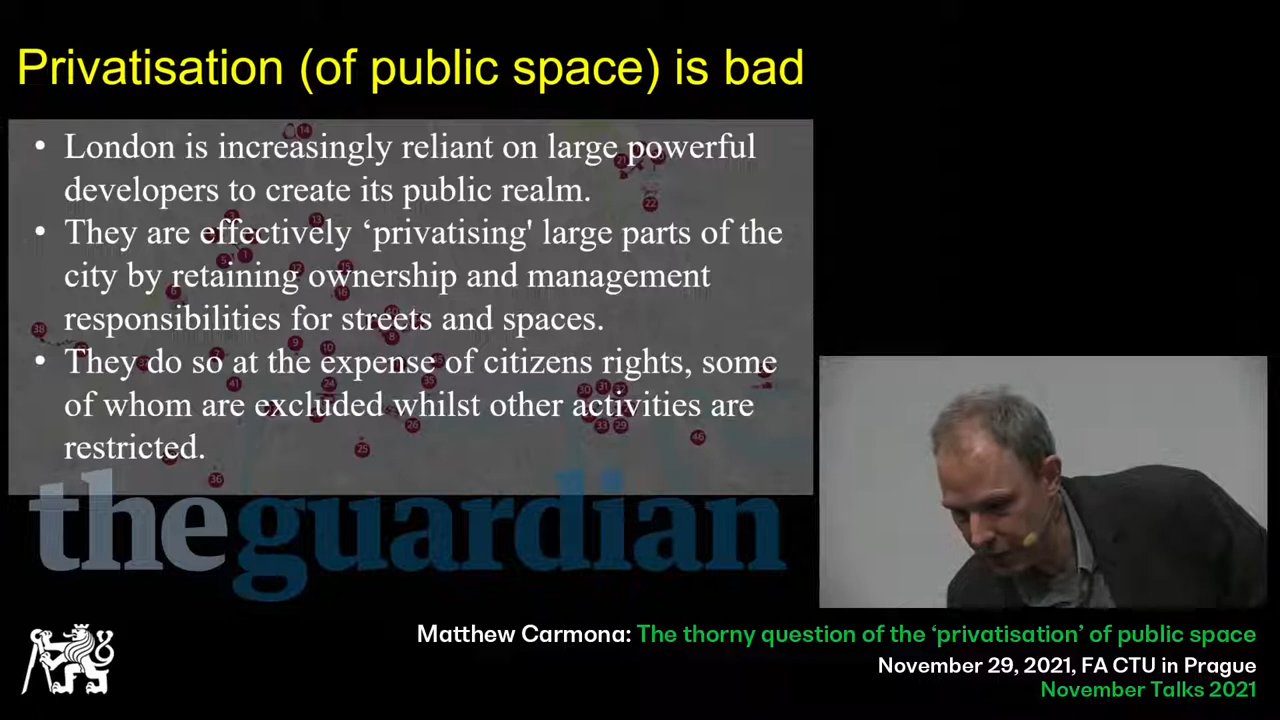 Privatisation (of public space) is bad
• London is increasingly reliant on large powerful
developers to create its public realm.
• They are effectively ‘privatising' large parts of the
city by retaining ownership and management
responsibilities for streets and spaces.
• They do so at the expense of citizens rights, some
of whom are excluded whilst other activities are
restricted.
theguardian
Matthew Carmona: The thorny question of the ‘privatisation’ of public space
November 29, 2021, FA CTU in Prague
November Talks 2021